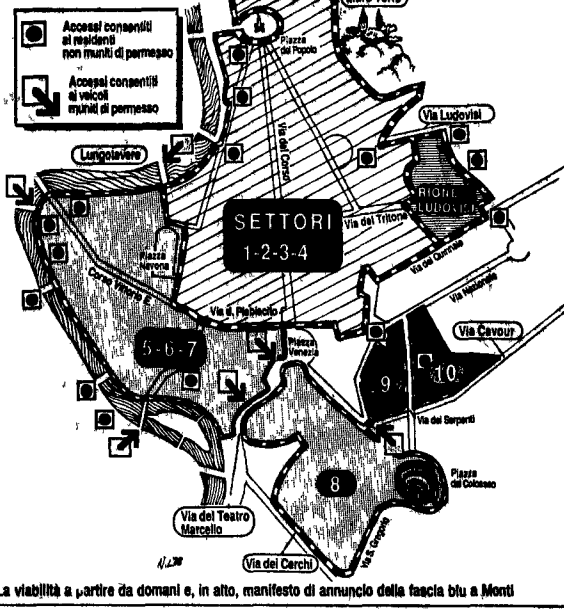 Accessi consentiti
ai residenti
non muniti di permesso
Accessi consentiti
ai veicoli
muniti di permesso
Piazza
del Popolo
Via Ludovisi
Lungotevere
Via del Corso
RIONE
LUDOVISI
SETTORI
1-2-3-4
Via del Tritone
Piazza
Navona
Via del Quirinale
Corso Vittorio E.
Via Nazionale
Via d. Plebiscito
Via Cavour
5-6-7
Piazza
Venezia
9
10
Via dei Serpenti
8
Piazza
del Colosseo
Via del Teatro
Marcello
Via S. Gregorio
Via dei Cerchi
La viabilità a partire da domani e, in alto, manifesto di annuncio della fascia blu a Monti